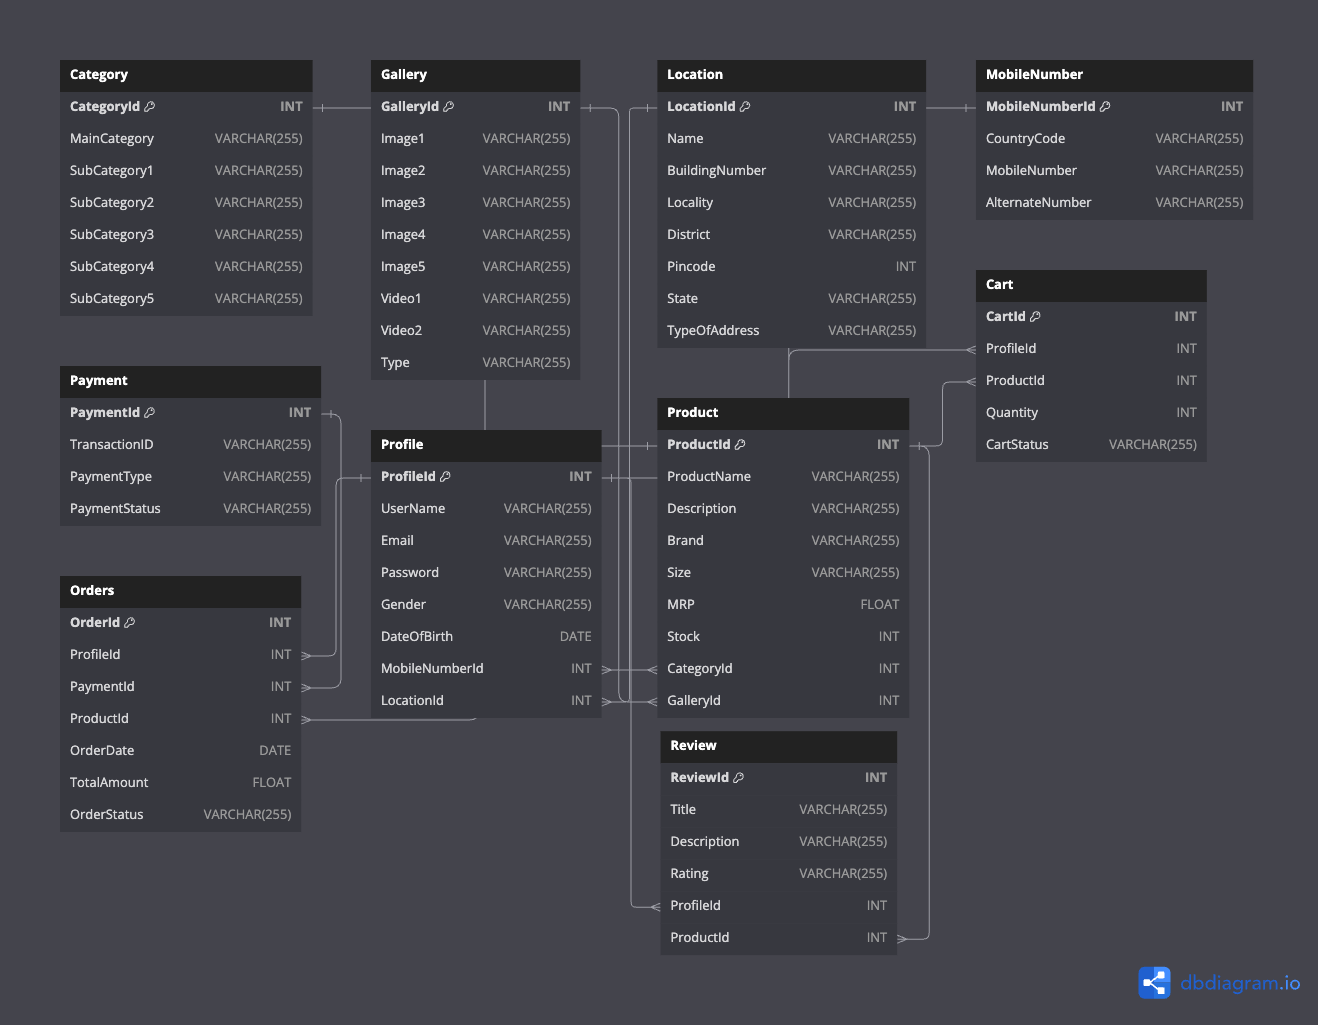 Category
CategoryId INT
MainCategory VARCHAR(255)
SubCategory1 VARCHAR(255)
SubCategory2 VARCHAR(255)
SubCategory3 VARCHAR(255)
SubCategory4 VARCHAR(255)
SubCategory5 VARCHAR(255)
Gallery
GalleryId INT
Image1 VARCHAR(255)
Image2 VARCHAR(255)
Image3 VARCHAR(255)
Image4 VARCHAR(255)
Image5 VARCHAR(255)
Video1 VARCHAR(255)
Video2 VARCHAR(255)
Type VARCHAR(255)
Location
LocationId INT
Name VARCHAR(255)
BuildingNumber VARCHAR(255)
Locality VARCHAR(255)
District VARCHAR(255)
Pincode INT
State VARCHAR(255)
TypeOfAddress VARCHAR(255)
MobileNumber
MobileNumberId INT
CountryCode VARCHAR(255)
MobileNumber VARCHAR(255)
AlternateNumber VARCHAR(255)
Cart
CartId INT
ProfileId INT
ProductId INT
Quantity INT
CartStatus VARCHAR(255)
Payment
PaymentId INT
TransactionID VARCHAR(255)
PaymentType VARCHAR(255)
PaymentStatus VARCHAR(255)
Profile
ProfileId INT
UserName VARCHAR(255)
Email VARCHAR(255)
Password VARCHAR(255)
Gender VARCHAR(255)
DateOfBirth DATE
MobileNumberId INT
LocationId INT
Product
ProductId INT
ProductName VARCHAR(255)
Description VARCHAR(255)
Brand VARCHAR(255)
Size VARCHAR(255)
MRP FLOAT
Stock INT
CategoryId INT
GalleryId INT
Orders
OrderId INT
ProfileId INT
PaymentId INT
ProductId INT
OrderDate DATE
TotalAmount FLOAT
OrderStatus VARCHAR(255)
Review
ReviewId INT
Title VARCHAR(255)
Description VARCHAR(255)
Rating VARCHAR(255)
ProfileId INT
ProductId INT
dbdiagram.io